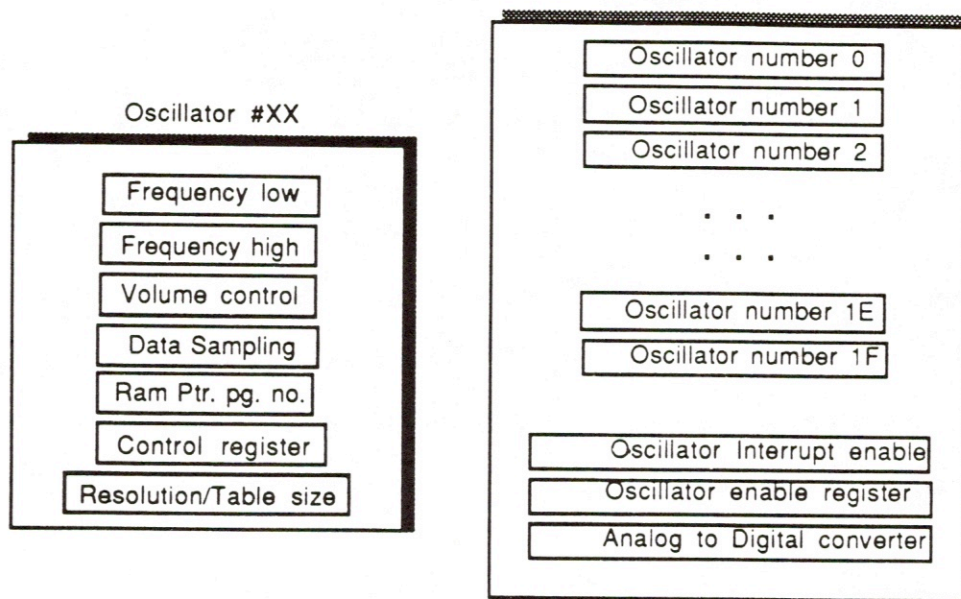 Oscillator #XX
Frequency low
Frequency high
Volume control
Data Sampling
Ram Ptr. pg. no.
Control register
Resolution/Table size
Oscillator number 0
Oscillator number 1
Oscillator number 2
. . .
. . .
Oscillator number 1E
Oscillator number 1F
Oscillator Interrupt enable
Oscillator enable register
Analog to Digital converter